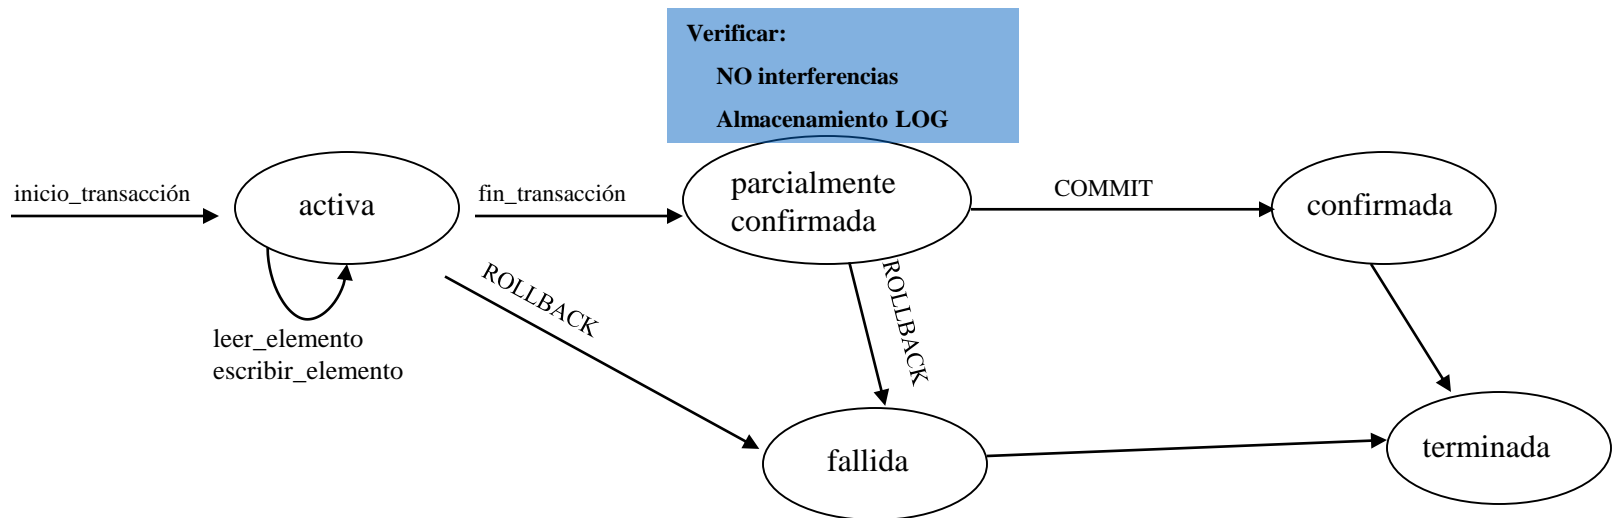 Verificar:
NO interferencias
Almacenamiento LOG
inicio_transacción
activa
fin_transacción
parcialmente
confirmada
COMMIT
confirmada
leer_elemento
escribir_elemento
ROLLBACK
ROLLBACK
fallida
terminada